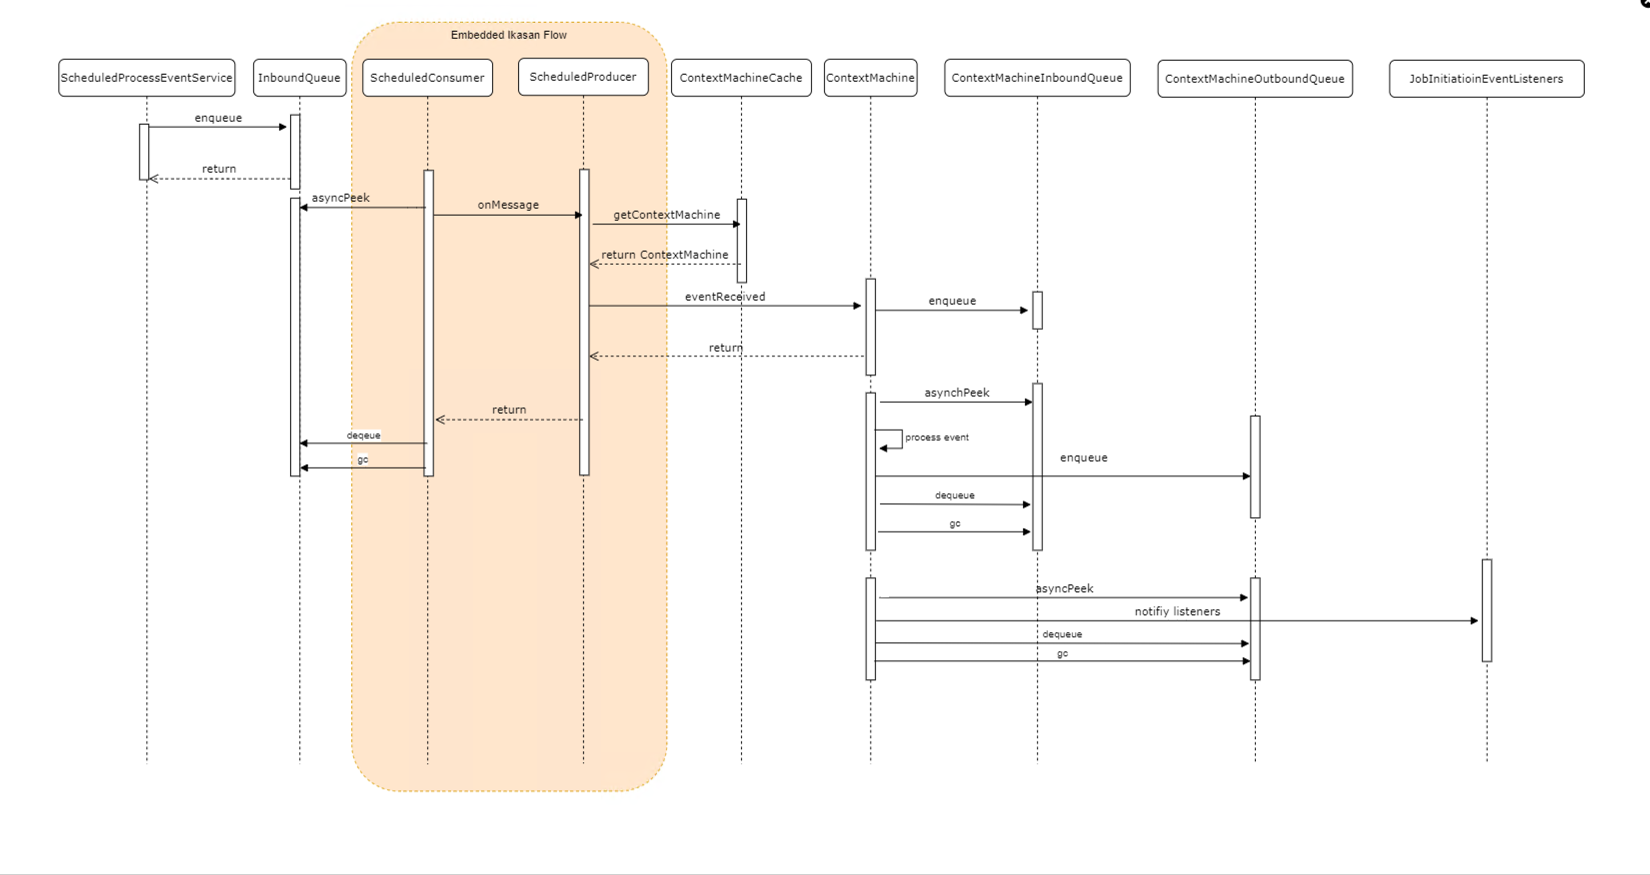 Embedded Ikasan Flow
ScheduledProcessEventService
InboundQueue
ScheduledConsumer
ScheduledProducer
ContextMachineCache
ContextMachine
ContextMachineInboundQueue
ContextMachineOutboundQueue
JobInitiatioinEventListeners
enqueue
return
asyncPeek
onMessage
getContextMachine
return ContextMachine
eventReceived
enqueue
return
asynchPeek
return
deqeue
process event
gc
enqueue
dequeue
gc
asyncPeek
notifiy listeners
dequeue
gc